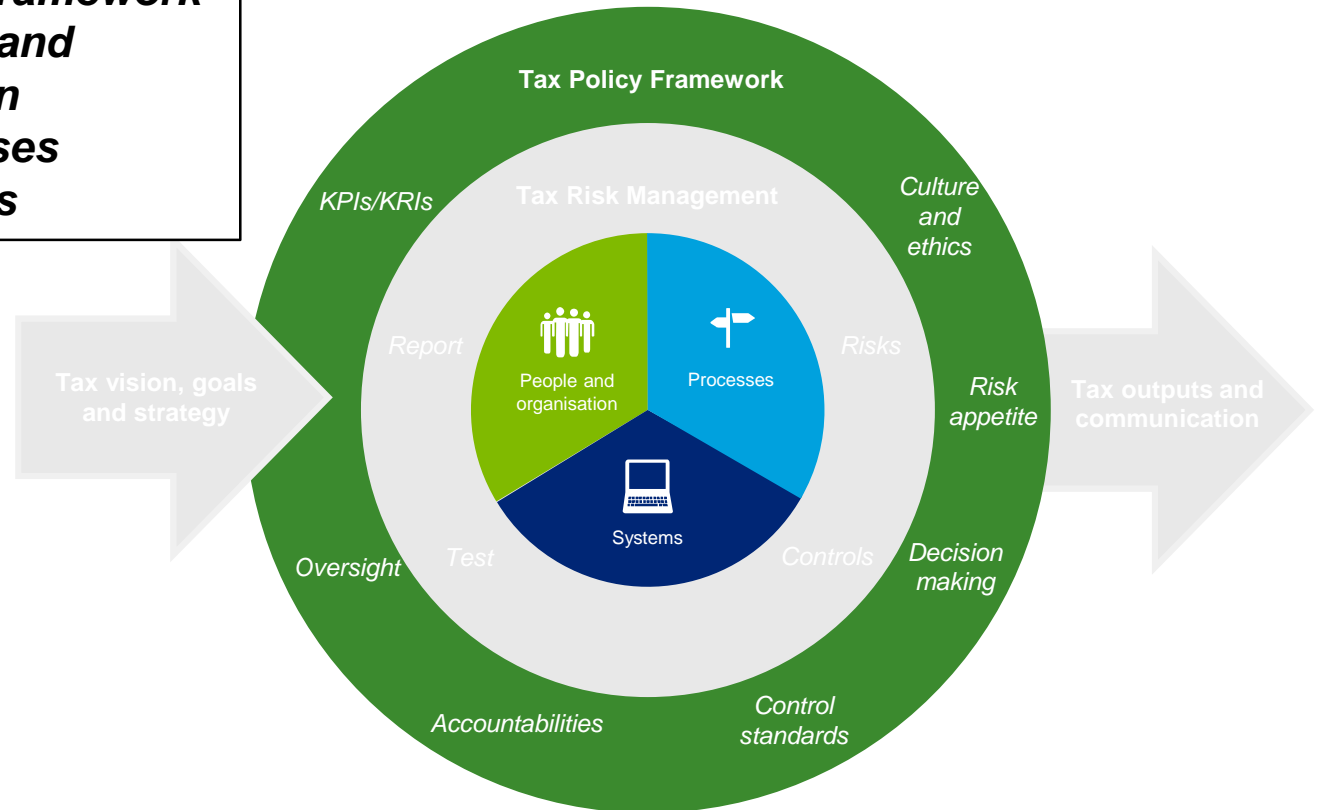 and
Tax Policy Framework
KPIs/KRIs
Tax Risk Management
Culture
and
ethics
Report
Risks
People and
organisation
Processes
Tax vision, goals
and strategy
Risk
appetite
Tax outputs and
communication
Systems
Oversight
Test
Controls
Decision
making
Accountabilities
Control
standards